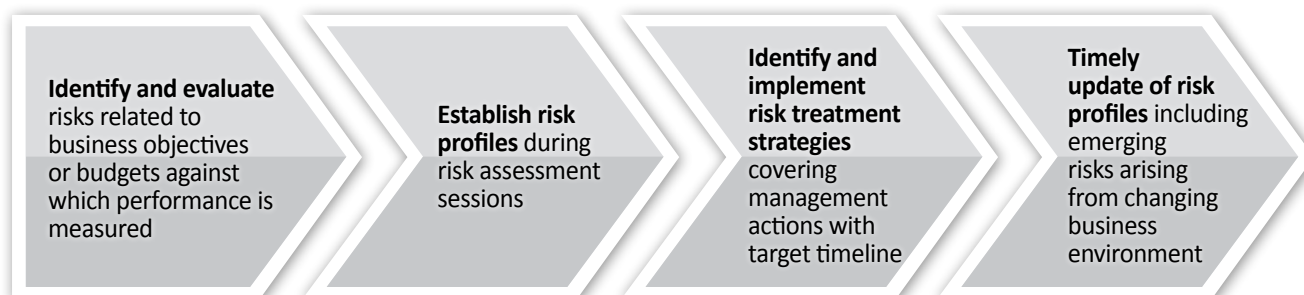 Identify and evaluate
risks related to
business objectives
or budgets against
which performance is
measured
Establish risk
profiles during
risk assessment
sessions
Identify and
implement
risk treatment
strategies
covering
management
actions with
target timeline
Timely
update of risk
profiles including
emerging
risks arising
from changing
business
environment